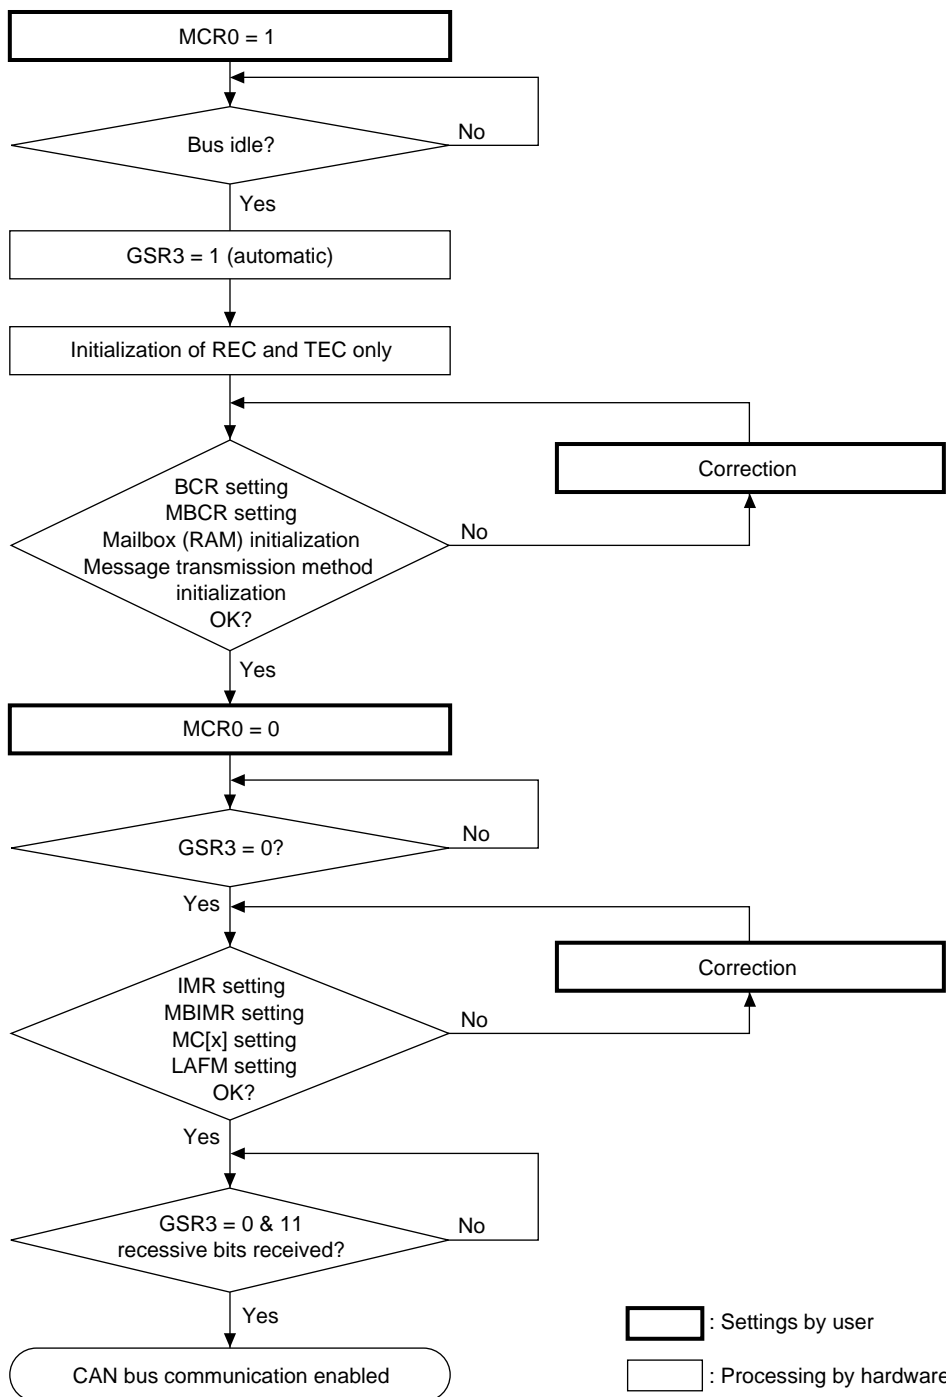 MCR0 = 1
Bus idle?
No
Yes
GSR3 = 1 (automatic)
Initialization of REC and TEC only
Correction
BCR setting
MBCR setting
Mailbox (RAM) initialization
Message transmission method
initialization
OK?
No
Yes
MCR0 = 0
GSR3 = 0?
No
Yes
Correction
IMR setting
MBIMR setting
MC[x] setting
LAFM setting
OK?
No
Yes
GSR3 = 0 & 11
recessive bits received?
No
Yes
CAN bus communication enabled
: Settings by user
: Processing by hardware